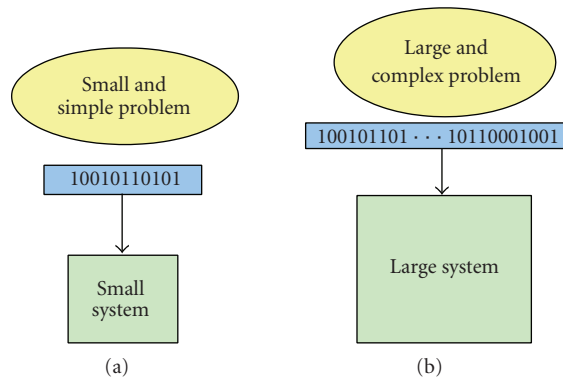 Small and
simple problem
10010110101
Small
system
(a)
Large and
complex problem
100101101 · · · 10110001001
Large system
(b)